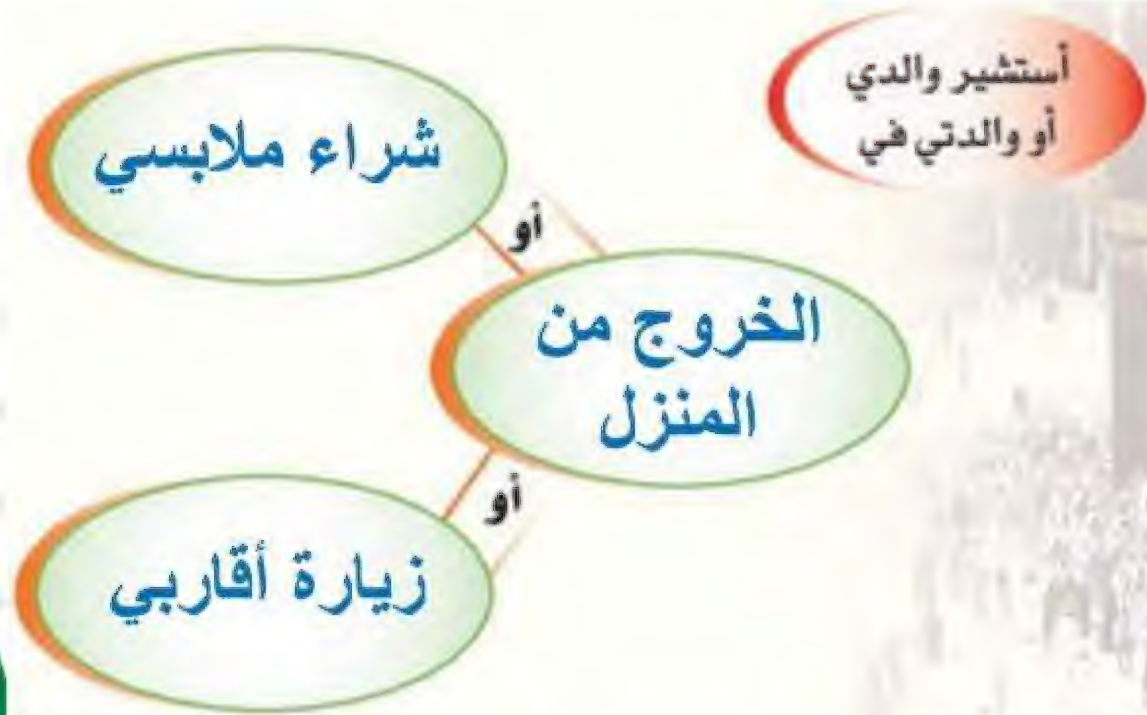 أستشير والدي
أو والدتي في
شراء ملابسي
أو
الخروج من
المنزل
أو
زيارة أقاربي